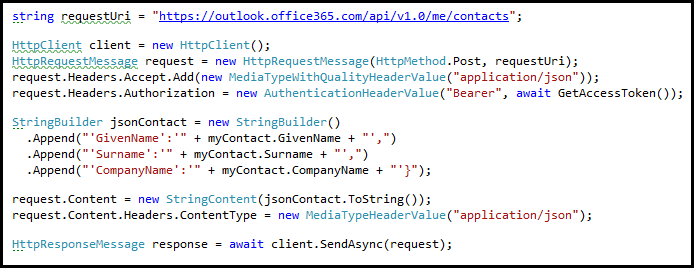 string requestUri = "https://outlook.office365.com/api/v1.0/me/contacts";
HttpClient client = new HttpClient();
HttpRequestMessage request = new HttpRequestMessage(HttpMethod.Post, requestUri);
request.Headers.Accept.Add(new MediaTypeWithQualityHeaderValue("application/json"));
request.Headers.Authorization = new AuthenticationHeaderValue("Bearer", await GetAccessToken());
StringBuilder jsonContact = new StringBuilder()
.Append("'GivenName':'" + myContact.GivenName + "',")
.Append("'Surname':'" + myContact.Surname + "',")
.Append("'CompanyName':'" + myContact.CompanyName + "'}");
request.Content = new StringContent(jsonContact.ToString());
request.Content.Headers.ContentType = new MediaTypeHeaderValue("application/json");
HttpResponseMessage response = await client.SendAsync(request);